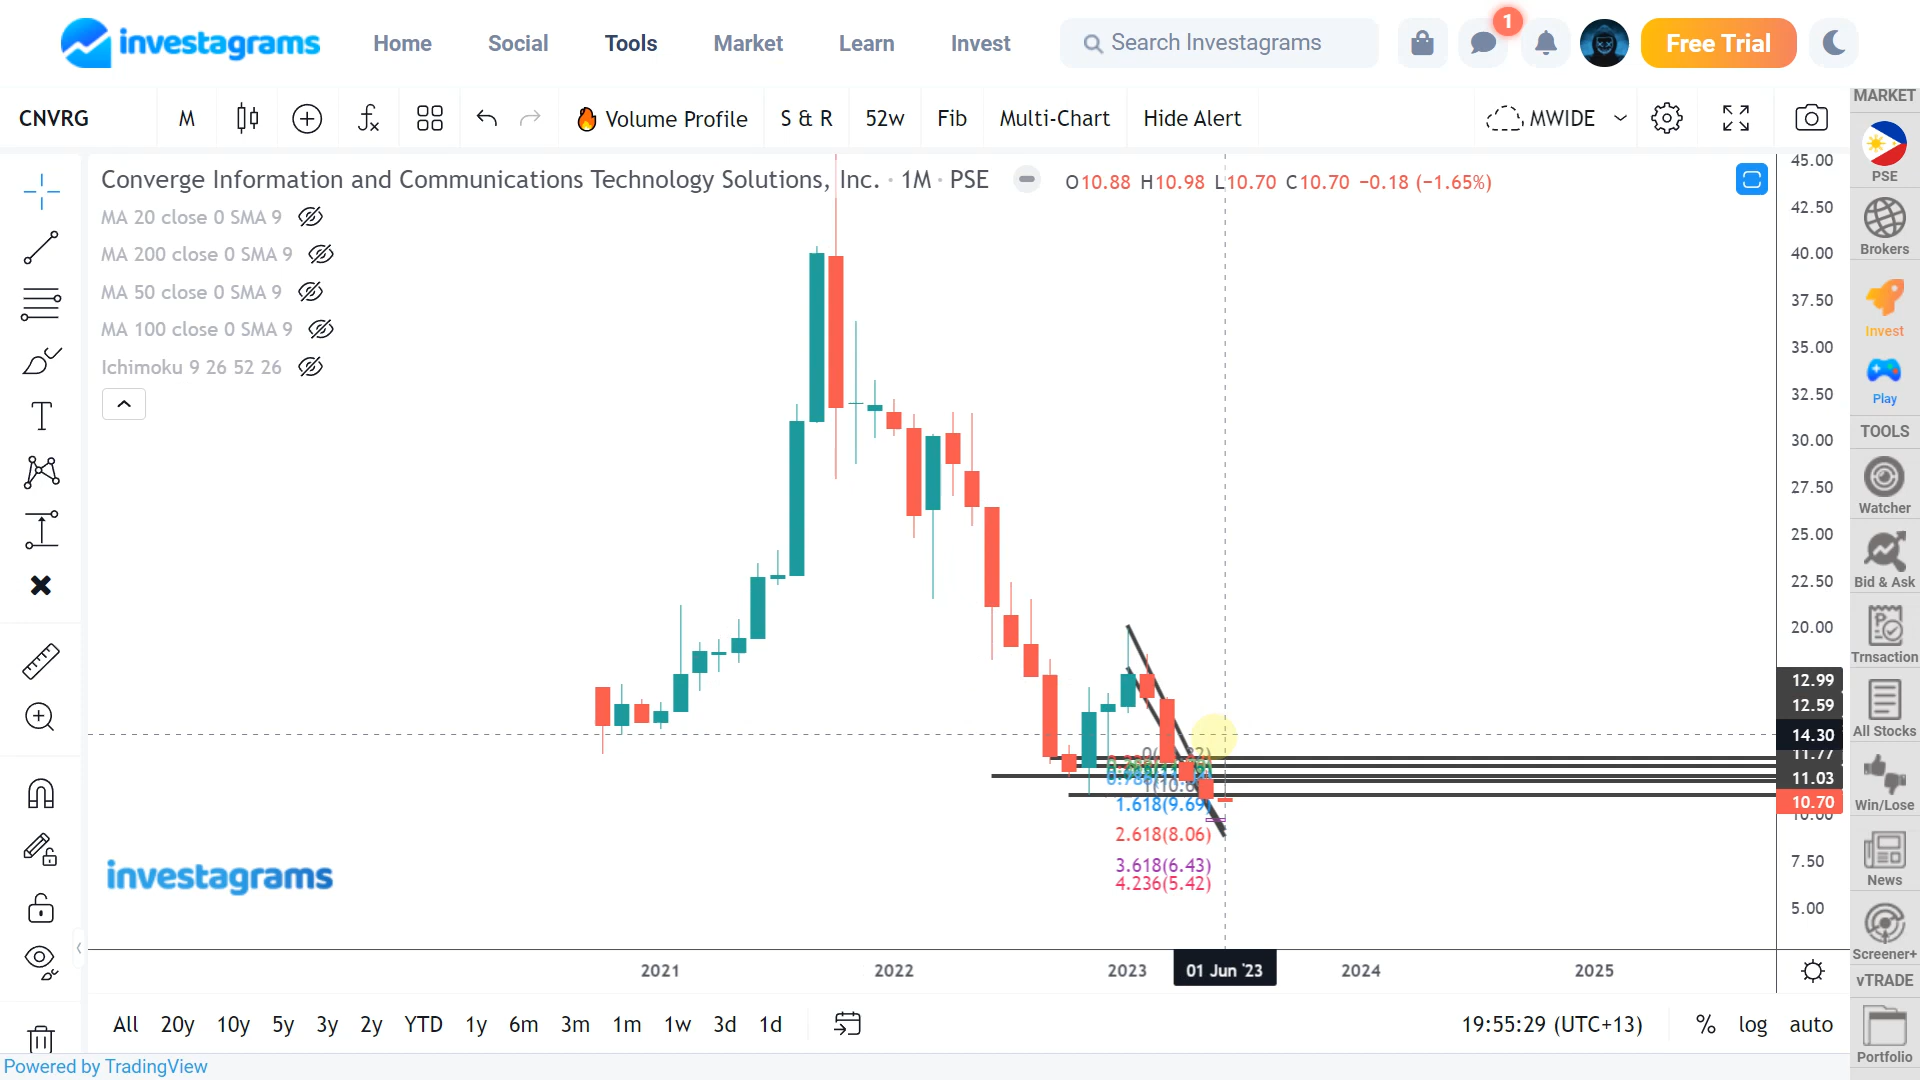 investagrams
Home
Social
Tools
Market
Learn
Invest
Search Investagrams
1
Free Trial
CNVRG
M
Volume Profile
S & R
52w
Fib
Multi-Chart
Hide Alert
MWIDE
Converge Information and Communications Technology Solutions, Inc. · 1M · PSE
O10.88 H10.98 L10.70 C10.70 −0.18 (−1.65%)
MA 20 close 0 SMA 9
MA 200 close 0 SMA 9
MA 50 close 0 SMA 9
MA 100 close 0 SMA 9
Ichimoku 9 26 52 26
45.00
42.50
40.00
37.50
35.00
32.50
30.00
27.50
25.00
22.50
20.00
12.99
12.59
14.30
11.77
11.03
10.70
10.00
7.50
5.00
1.618(9.69)
2.618(8.06)
3.618(6.43)
4.236(5.42)
investagrams
2021
2022
2023
01 Jun '23
2024
2025
All
20y
10y
5y
3y
2y
YTD
1y
6m
3m
1m
1w
3d
1d
19:55:29 (UTC+13)
%
log
auto
Powered by TradingView
MARKET
PSE
Brokers
Invest
Play
TOOLS
Watcher
Bid & Ask
Trnsaction
All Stocks
Win/Lose
News
Screener+
vTRADE
Portfolio